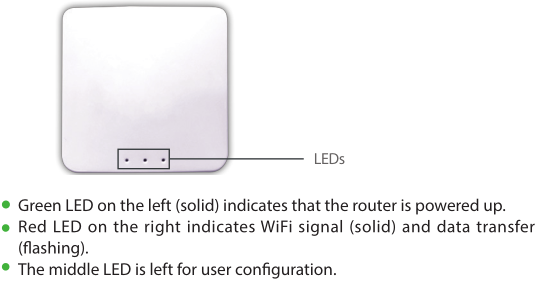 LEDs
Green LED on the left (solid) indicates that the router is powered up.
Red LED on the right indicates WiFi signal (solid) and data transfer
(flashing).
The middle LED is left for user configuration.